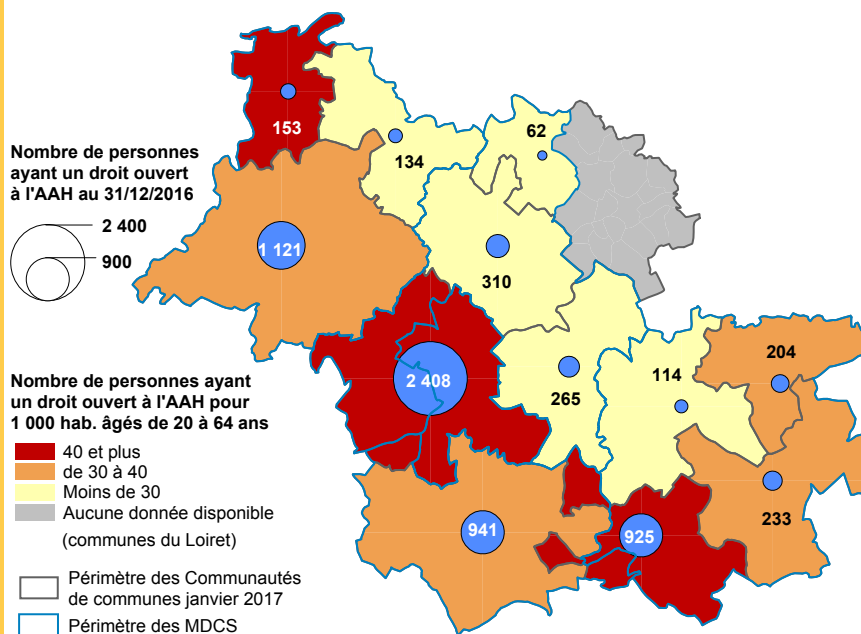 Nombre de personnes
ayant un droit ouvert
à l'AAH au 31/12/2016
2 400
900
153
134
62
1 121
310
2 408
265
114
204
941
925
233
Nombre de personnes ayant
un droit ouvert à l'AAH pour
1 000 hab. âgés de 20 à 64 ans
40 et plus
de 30 à 40
Moins de 30
Aucune donnée disponible
(communes du Loiret)
Périmètre des Communautés
de communes janvier 2017
Périmètre des MDCS